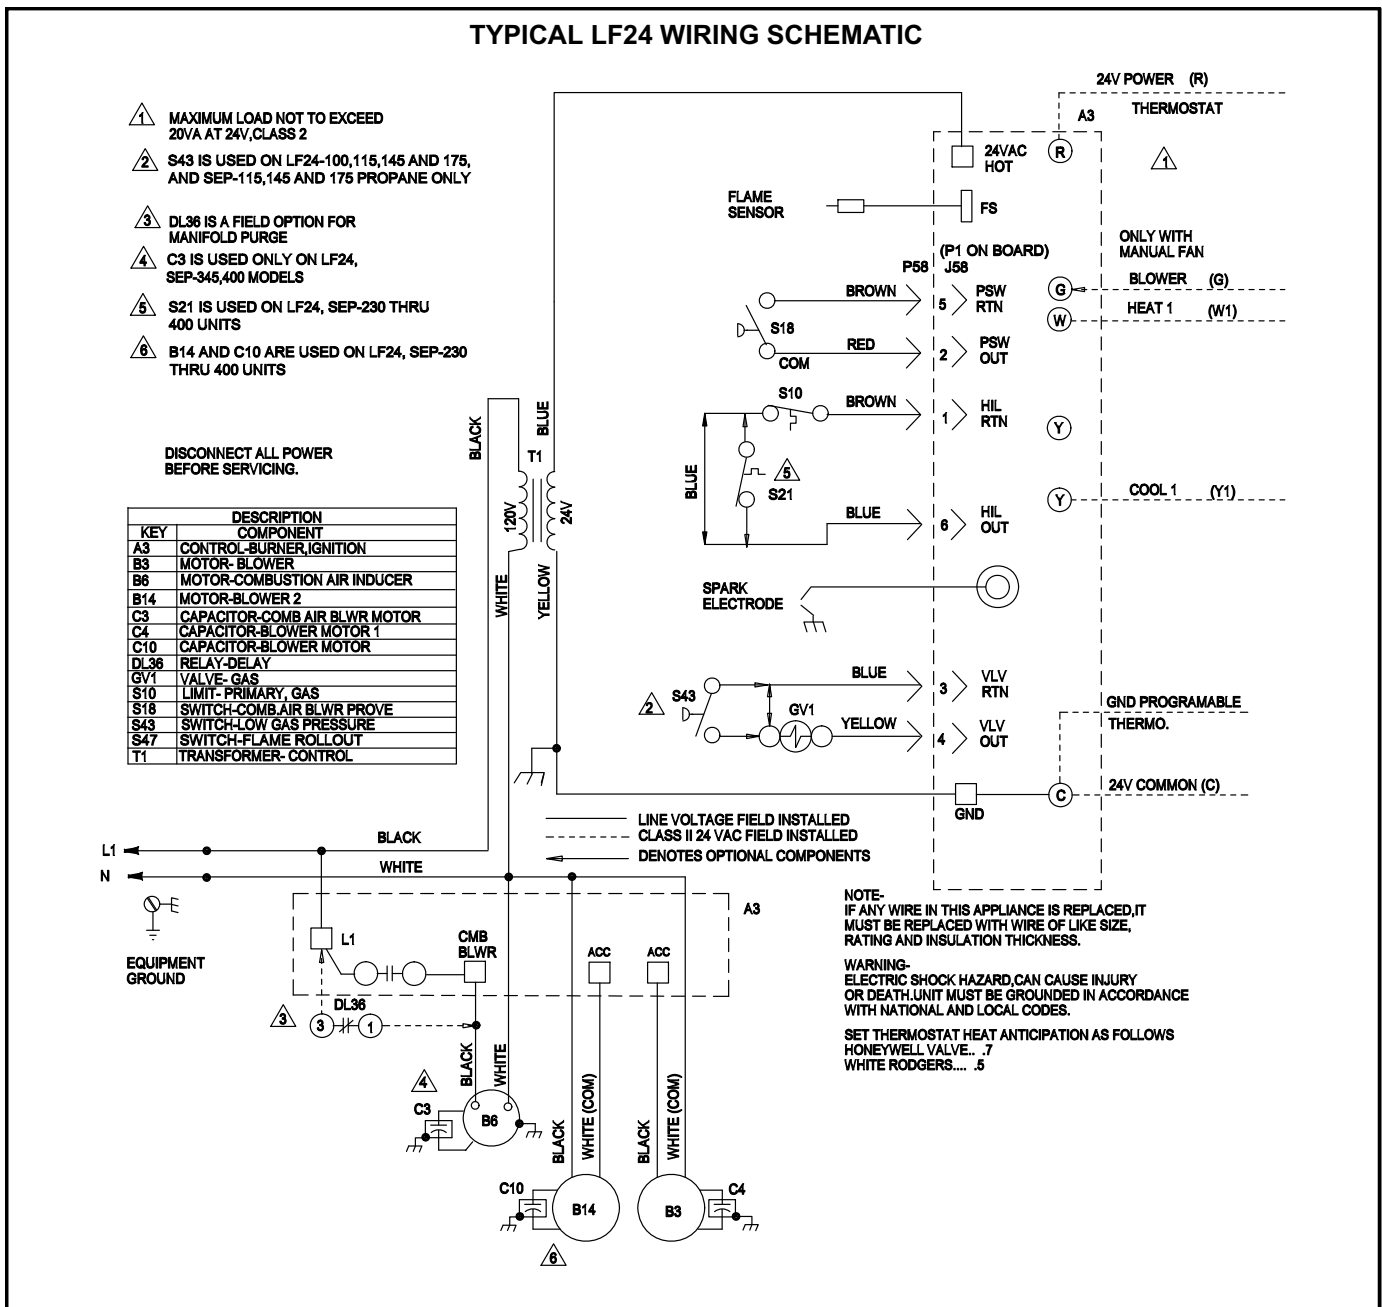 TYPICAL LF24 WIRING SCHEMATIC
1 MAXIMUM LOAD NOT TO EXCEED
20VA AT 24V,CLASS 2
2 S43 IS USED ON LF24-100,115,145 AND 175,
AND SEP-115,145 AND 175 PROPANE ONLY
3 DL36 IS A FIELD OPTION FOR
MANIFOLD PURGE
4 C3 IS USED ONLY ON LF24,
SEP-345,400 MODELS
5 S21 IS USED ON LF24, SEP-230 THRU
400 UNITS
6 B14 AND C10 ARE USED ON LF24, SEP-230
THRU 400 UNITS
DISCONNECT ALL POWER
BEFORE SERVICING.
DESCRIPTION
KEY COMPONENT
A3 CONTROL-BURNER,IGNITION
B3 MOTOR- BLOWER
B6 MOTOR-COMBUSTION AIR INDUCER
B14 MOTOR-BLOWER 2
C3 CAPACITOR-COMB AIR BLWR MOTOR
C4 CAPACITOR-BLOWER MOTOR 1
C10 CAPACITOR-BLOWER MOTOR
DL36 RELAY-DELAY
GV1 VALVE- GAS
S10 LIMIT- PRIMARY, GAS
S18 SWITCH-COMB.AIR BLWR PROVE
S43 SWITCH-LOW GAS PRESSURE
S47 SWITCH-FLAME ROLLOUT
T1 TRANSFORMER- CONTROL
24V POWER (R)
THERMOSTAT
A3
1
24VAC
HOT
R
FLAME
SENSOR
FS
ONLY WITH
MANUAL FAN
(P1 ON BOARD)
P58 J58
BLOWER (G)
G
HEAT 1 (W1)
W
BROWN
5
PSW
RTN
S18
RED
COM
2
PSW
OUT
S10
BROWN
1
HIL
RTN
Y
BLUE
5
S21
BLUE
6
HIL
OUT
Y
COOL 1 (Y1)
BLACK
BLUE
T1
120V
24V
WHITE
YELLOW
SPARK
ELECTRODE
2
S43
BLUE
3
VLV
RTN
GV1
YELLOW
4
VLV
OUT
GND PROGRAMABLE
THERMO.
GND
C
24V COMMON (C)
LINE VOLTAGE FIELD INSTALLED
CLASS II 24 VAC FIELD INSTALLED
DENOTES OPTIONAL COMPONENTS
L1
BLACK
N
WHITE
EQUIPMENT
GROUND
A3
L1
CMB
BLWR
ACC
ACC
3
DL36
3
1
BLACK
WHITE
4
C3
B6
BLACK
WHITE (COM)
BLACK
WHITE (COM)
C10
B14
B3
C4
6
NOTE-
IF ANY WIRE IN THIS APPLIANCE IS REPLACED,IT
MUST BE REPLACED WITH WIRE OF LIKE SIZE,
RATING AND INSULATION THICKNESS.
WARNING-
ELECTRIC SHOCK HAZARD,CAN CAUSE INJURY
OR DEATH.UNIT MUST BE GROUNDED IN ACCORDANCE
WITH NATIONAL AND LOCAL CODES.
SET THERMOSTAT HEAT ANTICIPATION AS FOLLOWS
HONEYWELL VALVE.. .7
WHITE RODGERS.... .5